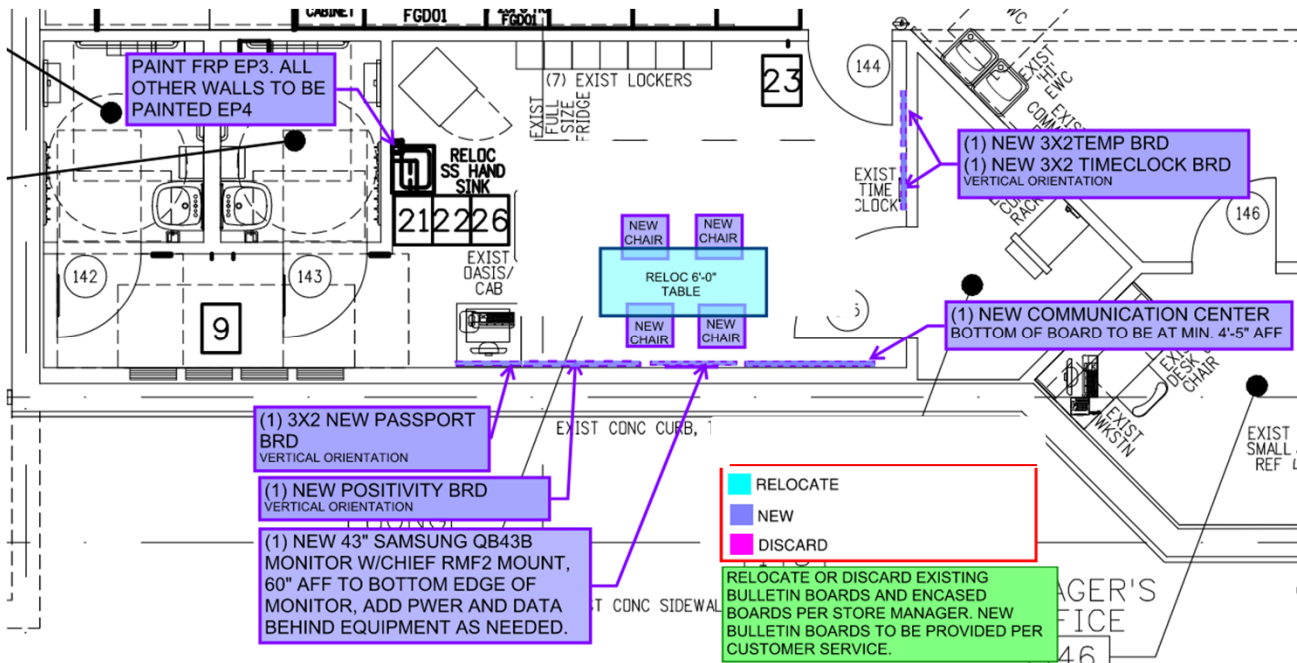 CABINET
FGD01
FGD01
PAINT FRP EP3. ALL
OTHER WALLS TO BE
PAINTED EP4
(7) EXIST LOCKERS
EXIST
FULL
SIZE
FRIDGE
23
144
EXIST
HI-
EWC
(1) NEW 3X2TEMP BRD
(1) NEW 3X2 TIMECLOCK BRD
VERTICAL ORIENTATION
RELOC
SS HAND
SINK
EXIST
TIME
CLOCK
RACK
21
22
26
NEW
CHAIR
NEW
CHAIR
146
142
143
EXIST
OASIS/
CAB
RELOC 6'-0"
TABLE
NEW
CHAIR
NEW
CHAIR
9
(1) NEW COMMUNICATION CENTER
BOTTOM OF BOARD TO BE AT MIN. 4'-5" AFF
EXIST
DESK
CHAIR
EXIST
WKSTN
(1) 3X2 NEW PASSPORT
BRD
VERTICAL ORIENTATION
EXIST CONC CURB,
EXIST
SMALL
REF
(1) NEW POSITIVITY BRD
VERTICAL ORIENTATION
RELOCATE
NEW
DISCARD
(1) NEW 43" SAMSUNG QB43B
MONITOR W/CHIEF RMF2 MOUNT,
60" AFF TO BOTTOM EDGE OF
MONITOR, ADD PWER AND DATA
BEHIND EQUIPMENT AS NEEDED.
CONC SIDEWAL
RELOCATE OR DISCARD EXISTING
BULLETIN BOARDS AND ENCASED
BOARDS PER STORE MANAGER. NEW
BULLETIN BOARDS TO BE PROVIDED PER
CUSTOMER SERVICE.
AGER'S
FICE
46